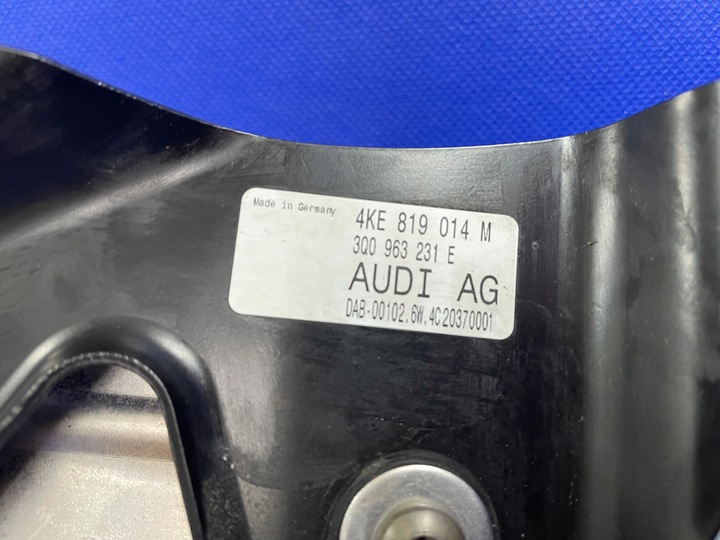 Made in Germany
4KE 819 014 M
3Q0 963 231 E
AUDI AG
DAB-00102.6W.4C20370001